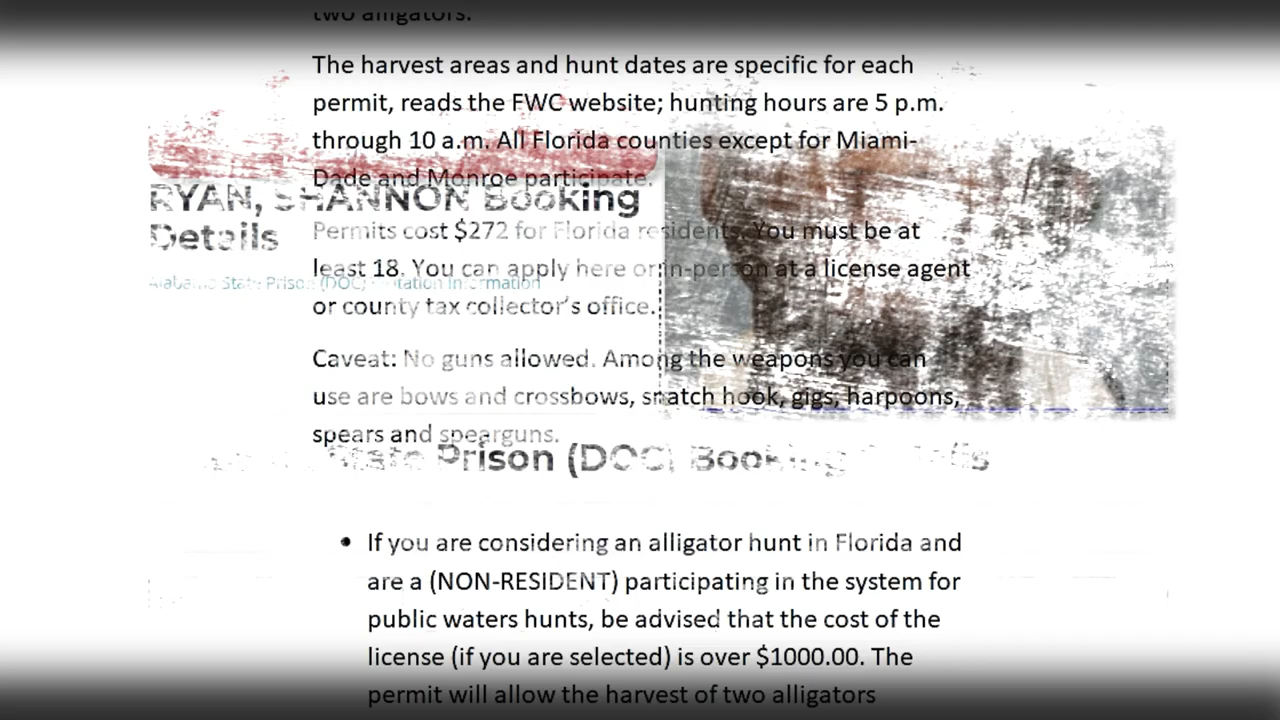 two alligators.
The harvest areas and hunt dates are specific for each
permit, reads the FWC website; hunting hours are 5 p.m.
through 10 a.m. All Florida counties except for Miami-
Dade and Monroe participate.
RYAN, SHANNON Booking
Details
Permits cost $272 for Florida residents. You must be at
least 18. You can apply here or in-person at a license agent
Alabama State Prison (DOC) Information
or county tax collector's office.
Caveat: No guns allowed. Among the weapons you can
use are bows and crossbows, snatch hook, gigs, harpoons,
spears and spearguns.
State Prison (DOC) Booking Details
• If you are considering an alligator hunt in Florida and
are a (NON-RESIDENT) participating in the system for
public waters hunts, be advised that the cost of the
license (if you are selected) is over $1000.00. The
permit will allow the harvest of two alligators